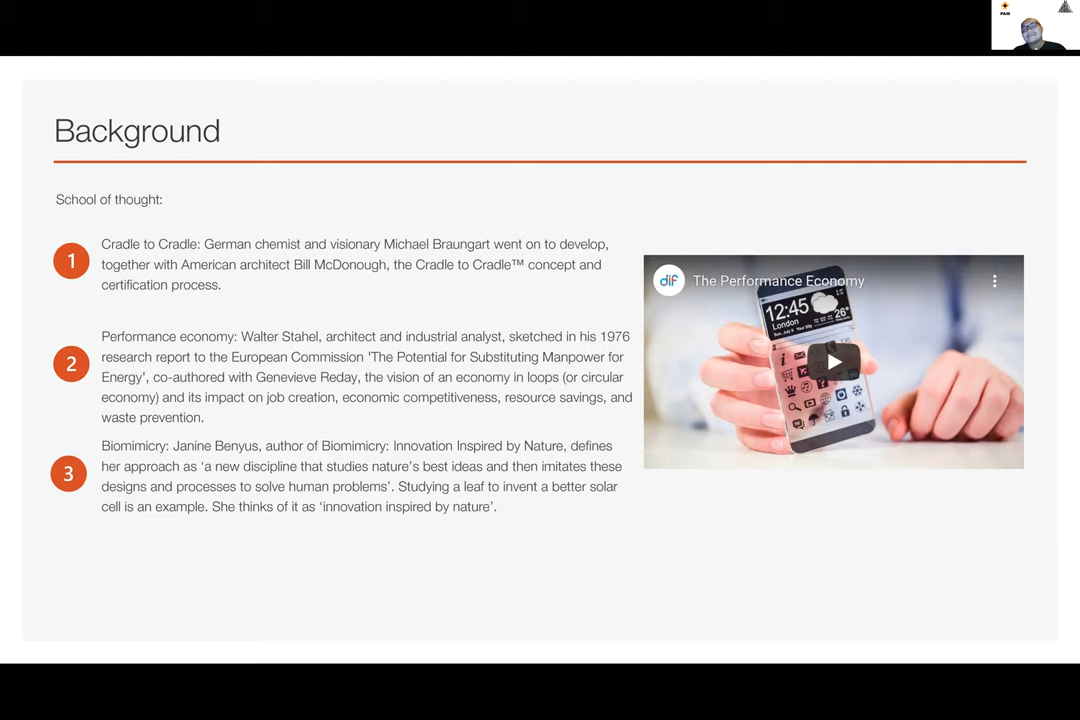 PAM
Background
School of thought:
1
Cradle to Cradle: German chemist and visionary Michael Braungart went on to develop,
together with American architect Bill McDonough, the Cradle to Cradle™ concept and
certification process.
2
Performance economy: Walter Stahel, architect and industrial analyst, sketched in his 1976
research report to the European Commission 'The Potential for Substituting Manpower for
Energy', co-authored with Genevieve Reday, the vision of an economy in loops (or circular
economy) and its impact on job creation, economic competitiveness, resource savings, and
waste prevention.
3
Biomimicry: Janine Benyus, author of Biomimicry: Innovation Inspired by Nature, defines
her approach as ‘a new discipline that studies nature’s best ideas and then imitates these
designs and processes to solve human problems’. Studying a leaf to invent a better solar
cell is an example. She thinks of it as ‘innovation inspired by nature’.
dif The Performance Economy
12:45
London
26°